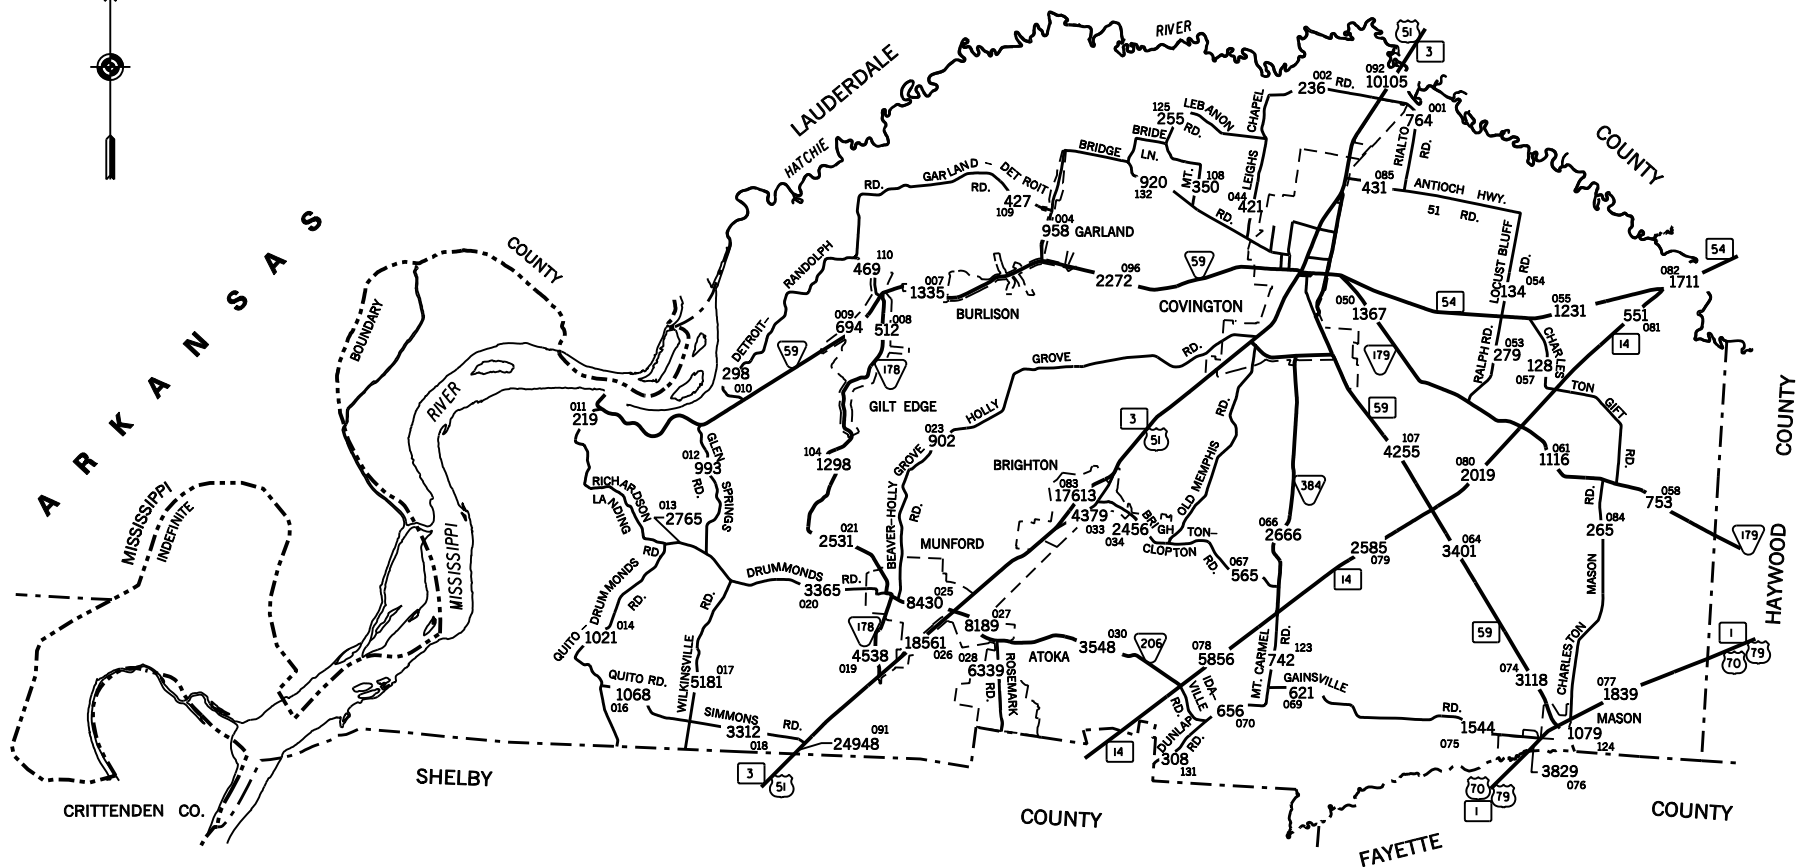 51
3
RIVER
092
10105
002
236 RD.
001
764
LAUDERDALE
CHAPEL
LEIGHS
LEBANON
RD.
125
255
BRIDE
LN.
BRIDGE
RD.
RIALTO
RD.
COUNTY
HATCHIE
GARLAND - DETROIT
RD.
RD.
427
109
920
132
MT.
108
350
044
421
085
431
ANTIOCH HWY.
51 RD.
004
958 GARLAND
ARKANSAS
COUNTY
BOUNDARY
DETROIT-
RANDOLPH
469
110
007
1335
BURLISON
096
2272
59
COVINGTON
LOCUST BLUFF
RD.
054
134
54
082
1711
050
1367
54
055
1231
551
081
14
009
694
008
512
298
010
59
178
GILT EDGE
GROVE
RD.
HOLLY
179
RALPH RD.
053
279
CHARLES
128
057
TON
GIFT
RD.
COUNTY
RIVER
011
219
59
3
51
023
902
GROVE
BEAVER-HOLLY
RD.
104
1298
GLEN
SPRINGS
RD.
012
993
BRIGHTON
OLD MEMPHIS
RD.
107
4255
061
1116
080
2019
MISSISSIPPI
INDEFINITE
RICHARDSON
LANDING
RD
013
2765
083
17613
4379
033
2456
034
BRIGH TON-
CLOPTON
RD.
384
058
753
MASON
RD.
084
265
179
HAYWOOD
MISSISSIPPI
021
2531
MUNFORD
066
2666
2585
079
064
3401
QUITO - DRUMMONDS
RD.
DRUMMONDS
RD.
3365
020
067
565
14
8430
025
027
8189
1021
014
178
4538
019
18561
026
028
6339
ROSEMARK
RD.
ATOKA
030
3548
206
078
5856
MT. CARMEL
RD.
123
742
59
CHARLESTON
1
70
79
WILKINSVILLE
RD.
017
5181
QUITO RD.
1068
016
IDA-
VILLE
RD.
GAINSVILLE
RD.
621
069
074
3118
077
1839
MASON
SIMMONS
RD.
3312
018
091
24948
656
070
DUNLAP
RD.
308
131
1544
075
1079
124
3829
076
14
3
51
SHELBY
COUNTY
CRITTENDEN CO.
70
79
1
COUNTY
FAYETTE